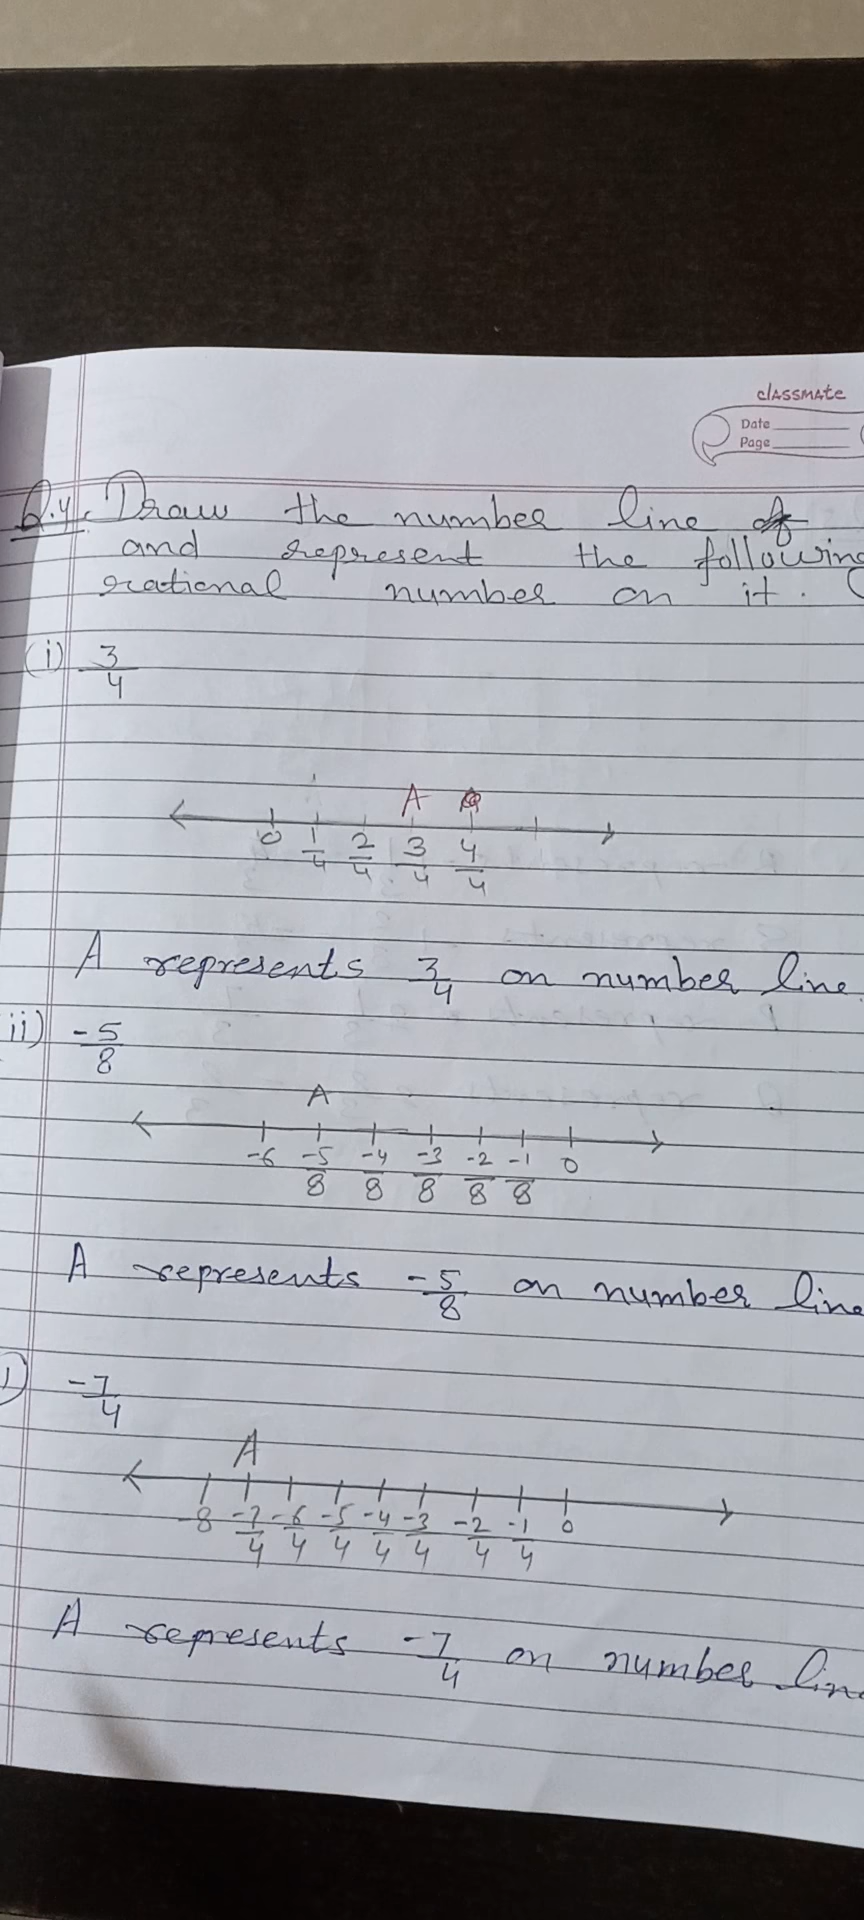 classmate
Date
Page
Q.4. Draw the number line
and represent the following
rational number on it.
(i) 3/4
A
0 1/4 2/4 3/4 4/4
A represents 3/4 on number line
ii) -5/8
A
-6 -5/8 -4/8 -3/8 -2/8 -1/8 0
A represents -5/8 on number line
-7/4
A
-8 -7/4 -6/4 -5/4 -4/4 -3/4 -2/4 -1/4 0
A represents -7/4 on number lin